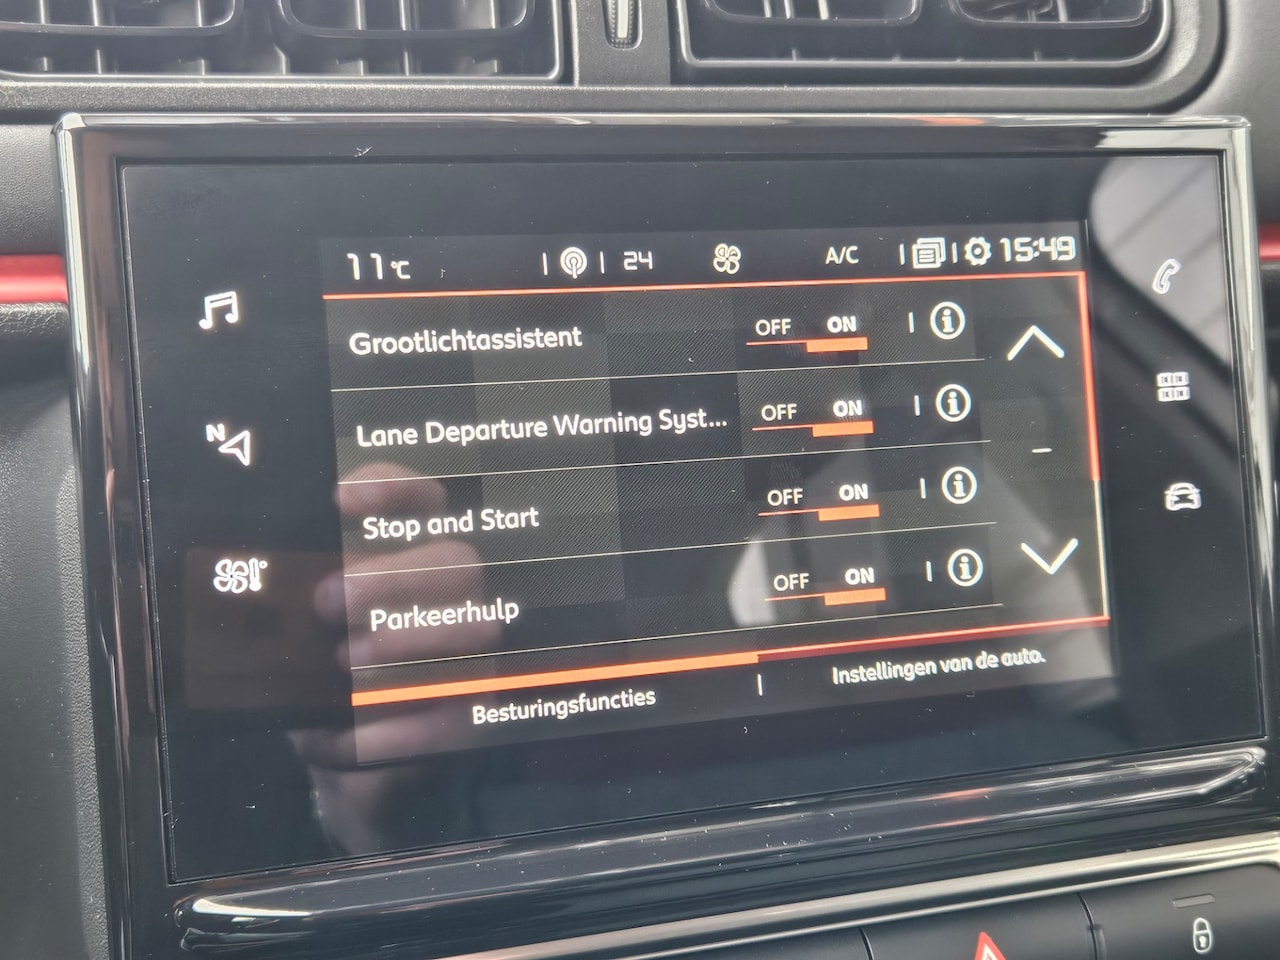 11°C 24 A/C 15:49
Grootlichtassistent OFF ON
Lane Departure Warning Syst... OFF ON
Stop and Start OFF ON
Parkeerhulp OFF ON
Besturingsfuncties Instellingen van de auto.
N